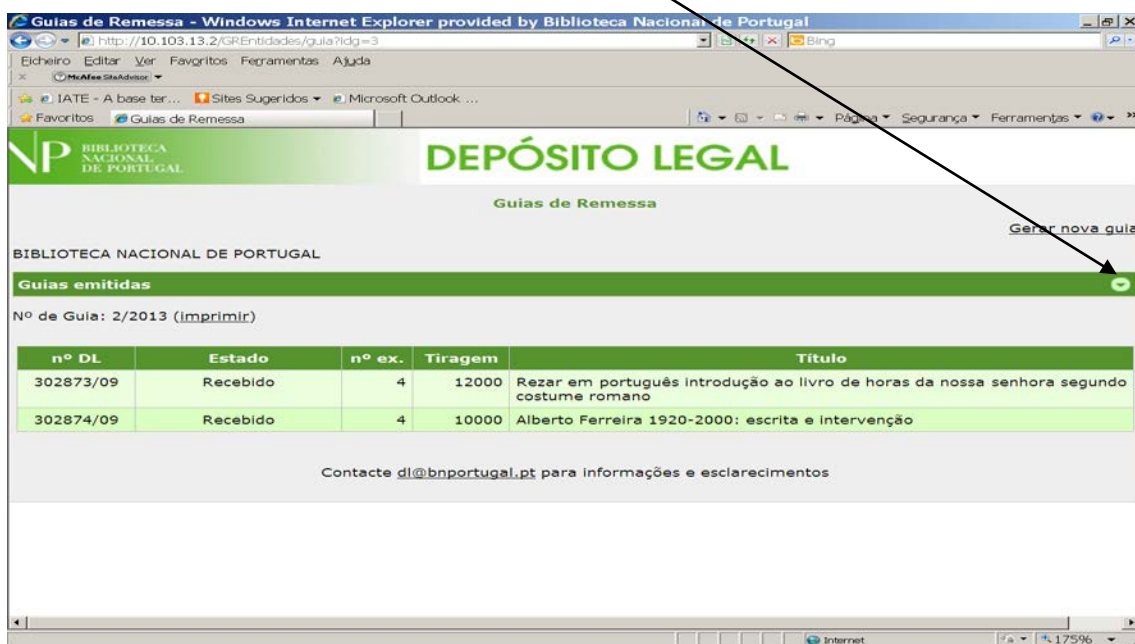 Guias de Remessa - Windows Internet Explorer provided by Biblioteca Nacional de Portugal
http://10.103.13.2/GREntidades/guia?idg=3
Bing
Eicheiro Editar Ver Favoritos Ferramentas Ajuda
McAfee SiteAdvisor
IATE - A base ter... Sites Sugeridos Microsoft Outlook ...
Favoritos Guias de Remessa Página Segurança Ferramentas
BIBLIOTECA
NACIONAL
DE PORTUGAL
DEPÓSITO LEGAL
Guias de Remessa
Gerar nova guia
BIBLIOTECA NACIONAL DE PORTUGAL
Guias emitidas
Nº de Guia: 2/2013 (imprimir)
nº DL Estado nº ex. Tiragem Título
302873/09 Recebido 4 12000 Rezar em português introdução ao livro de horas da nossa senhora segundo
costume romano
302874/09 Recebido 4 10000 Alberto Ferreira 1920-2000: escrita e intervenção
Contacte dl@bnportugal.pt para informações e esclarecimentos
Internet 175%